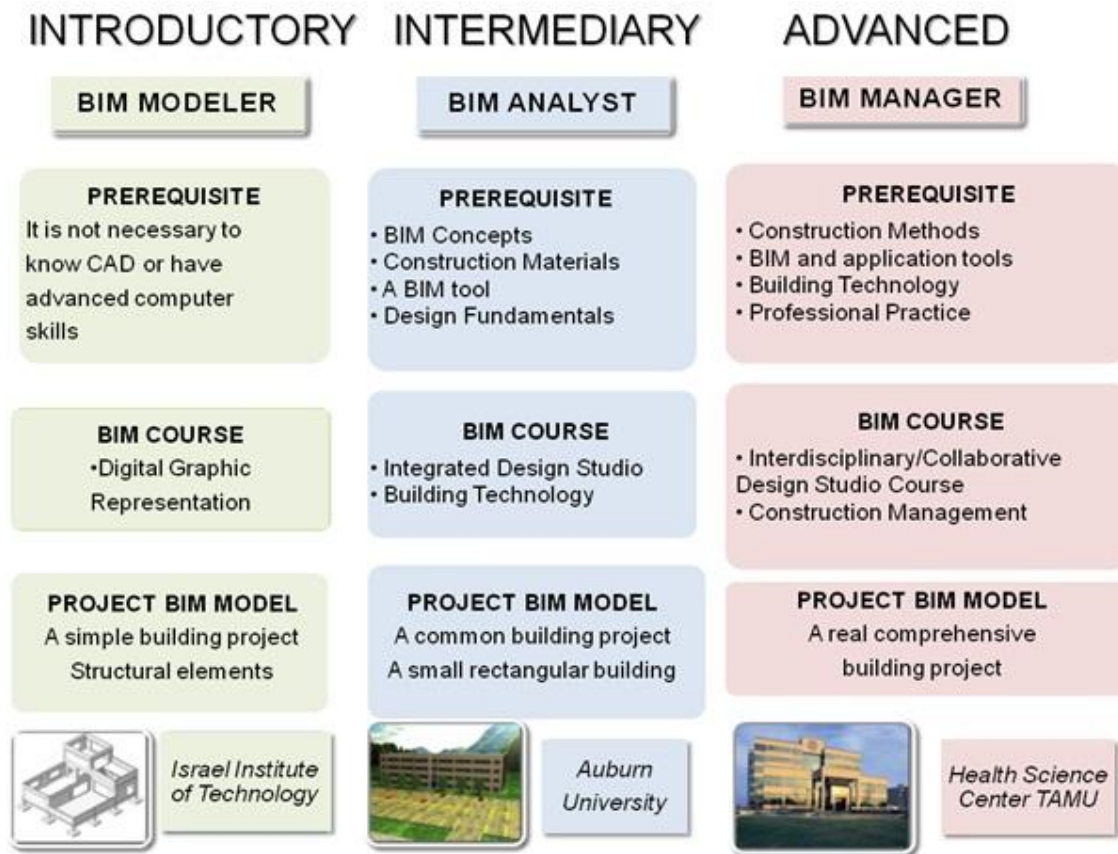 INTRODUCTORY
BIM MODELER
PREREQUISITE
It is not necessary to
know CAD or have
advanced computer
skills
BIM COURSE
•Digital Graphic
Representation
PROJECT BIM MODEL
A simple building project
Structural elements
Israel Institute
of Technology
INTERMEDIARY
BIM ANALYST
PREREQUISITE
• BIM Concepts
• Construction Materials
• A BIM tool
• Design Fundamentals
BIM COURSE
• Integrated Design Studio
• Building Technology
PROJECT BIM MODEL
A common building project
A small rectangular building
Auburn
University
ADVANCED
BIM MANAGER
PREREQUISITE
• Construction Methods
• BIM and application tools
• Building Technology
• Professional Practice
BIM COURSE
• Interdisciplinary/Collaborative
Design Studio Course
• Construction Management
PROJECT BIM MODEL
A real comprehensive
building project
Health Science
Center TAMU